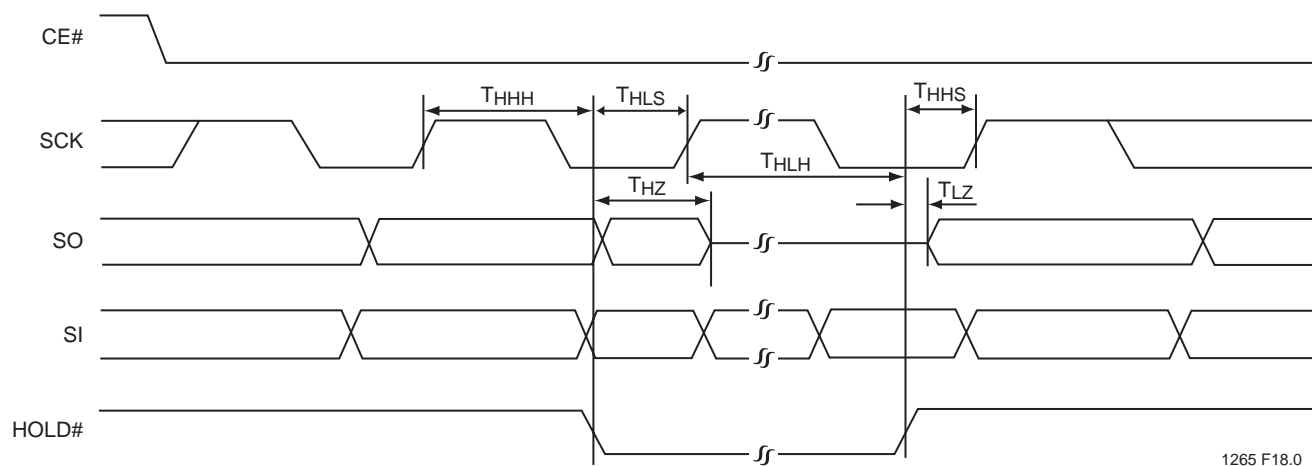 CE#
THHH THLS THHS
SCK
THLH
THZ TLZ
SO
SI
HOLD#
1265 F18.0